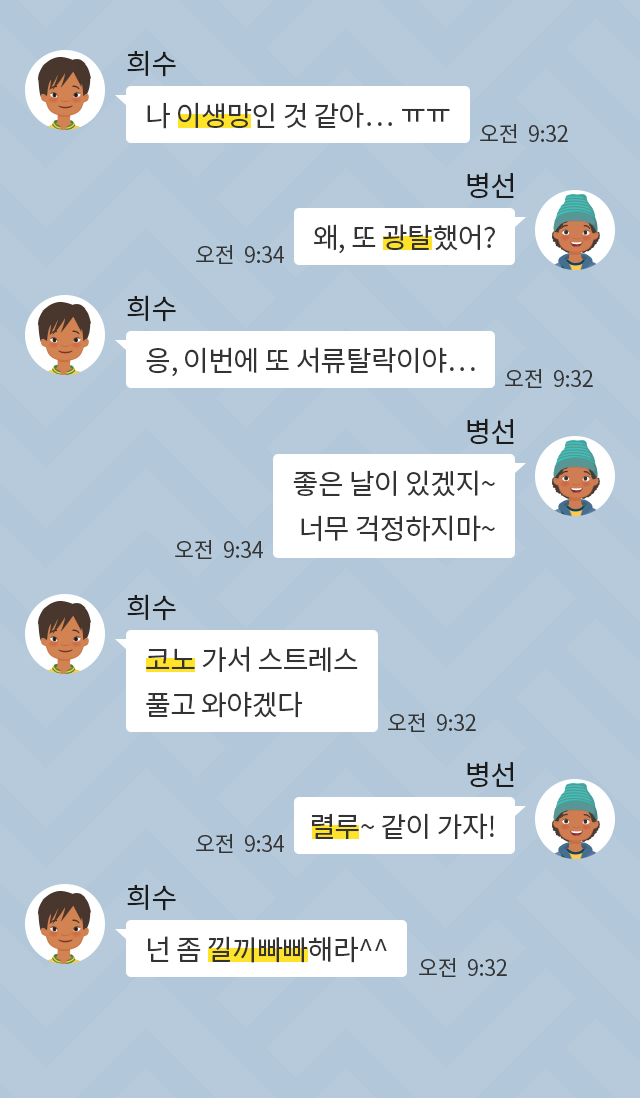 희수
나 이생망인 것 같아... ㅠㅠ
오전 9:32
병선
왜, 또 광탈했어?
오전 9:34
희수
응, 이번에 또 서류탈락이야...
오전 9:32
병선
좋은 날이 있겠지~
너무 걱정하지마~
오전 9:34
희수
코노 가서 스트레스
풀고 와야겠다
오전 9:32
병선
렬루~ 같이 가자!
오전 9:34
희수
넌 좀 낄끼빠빠해라^^
오전 9:32